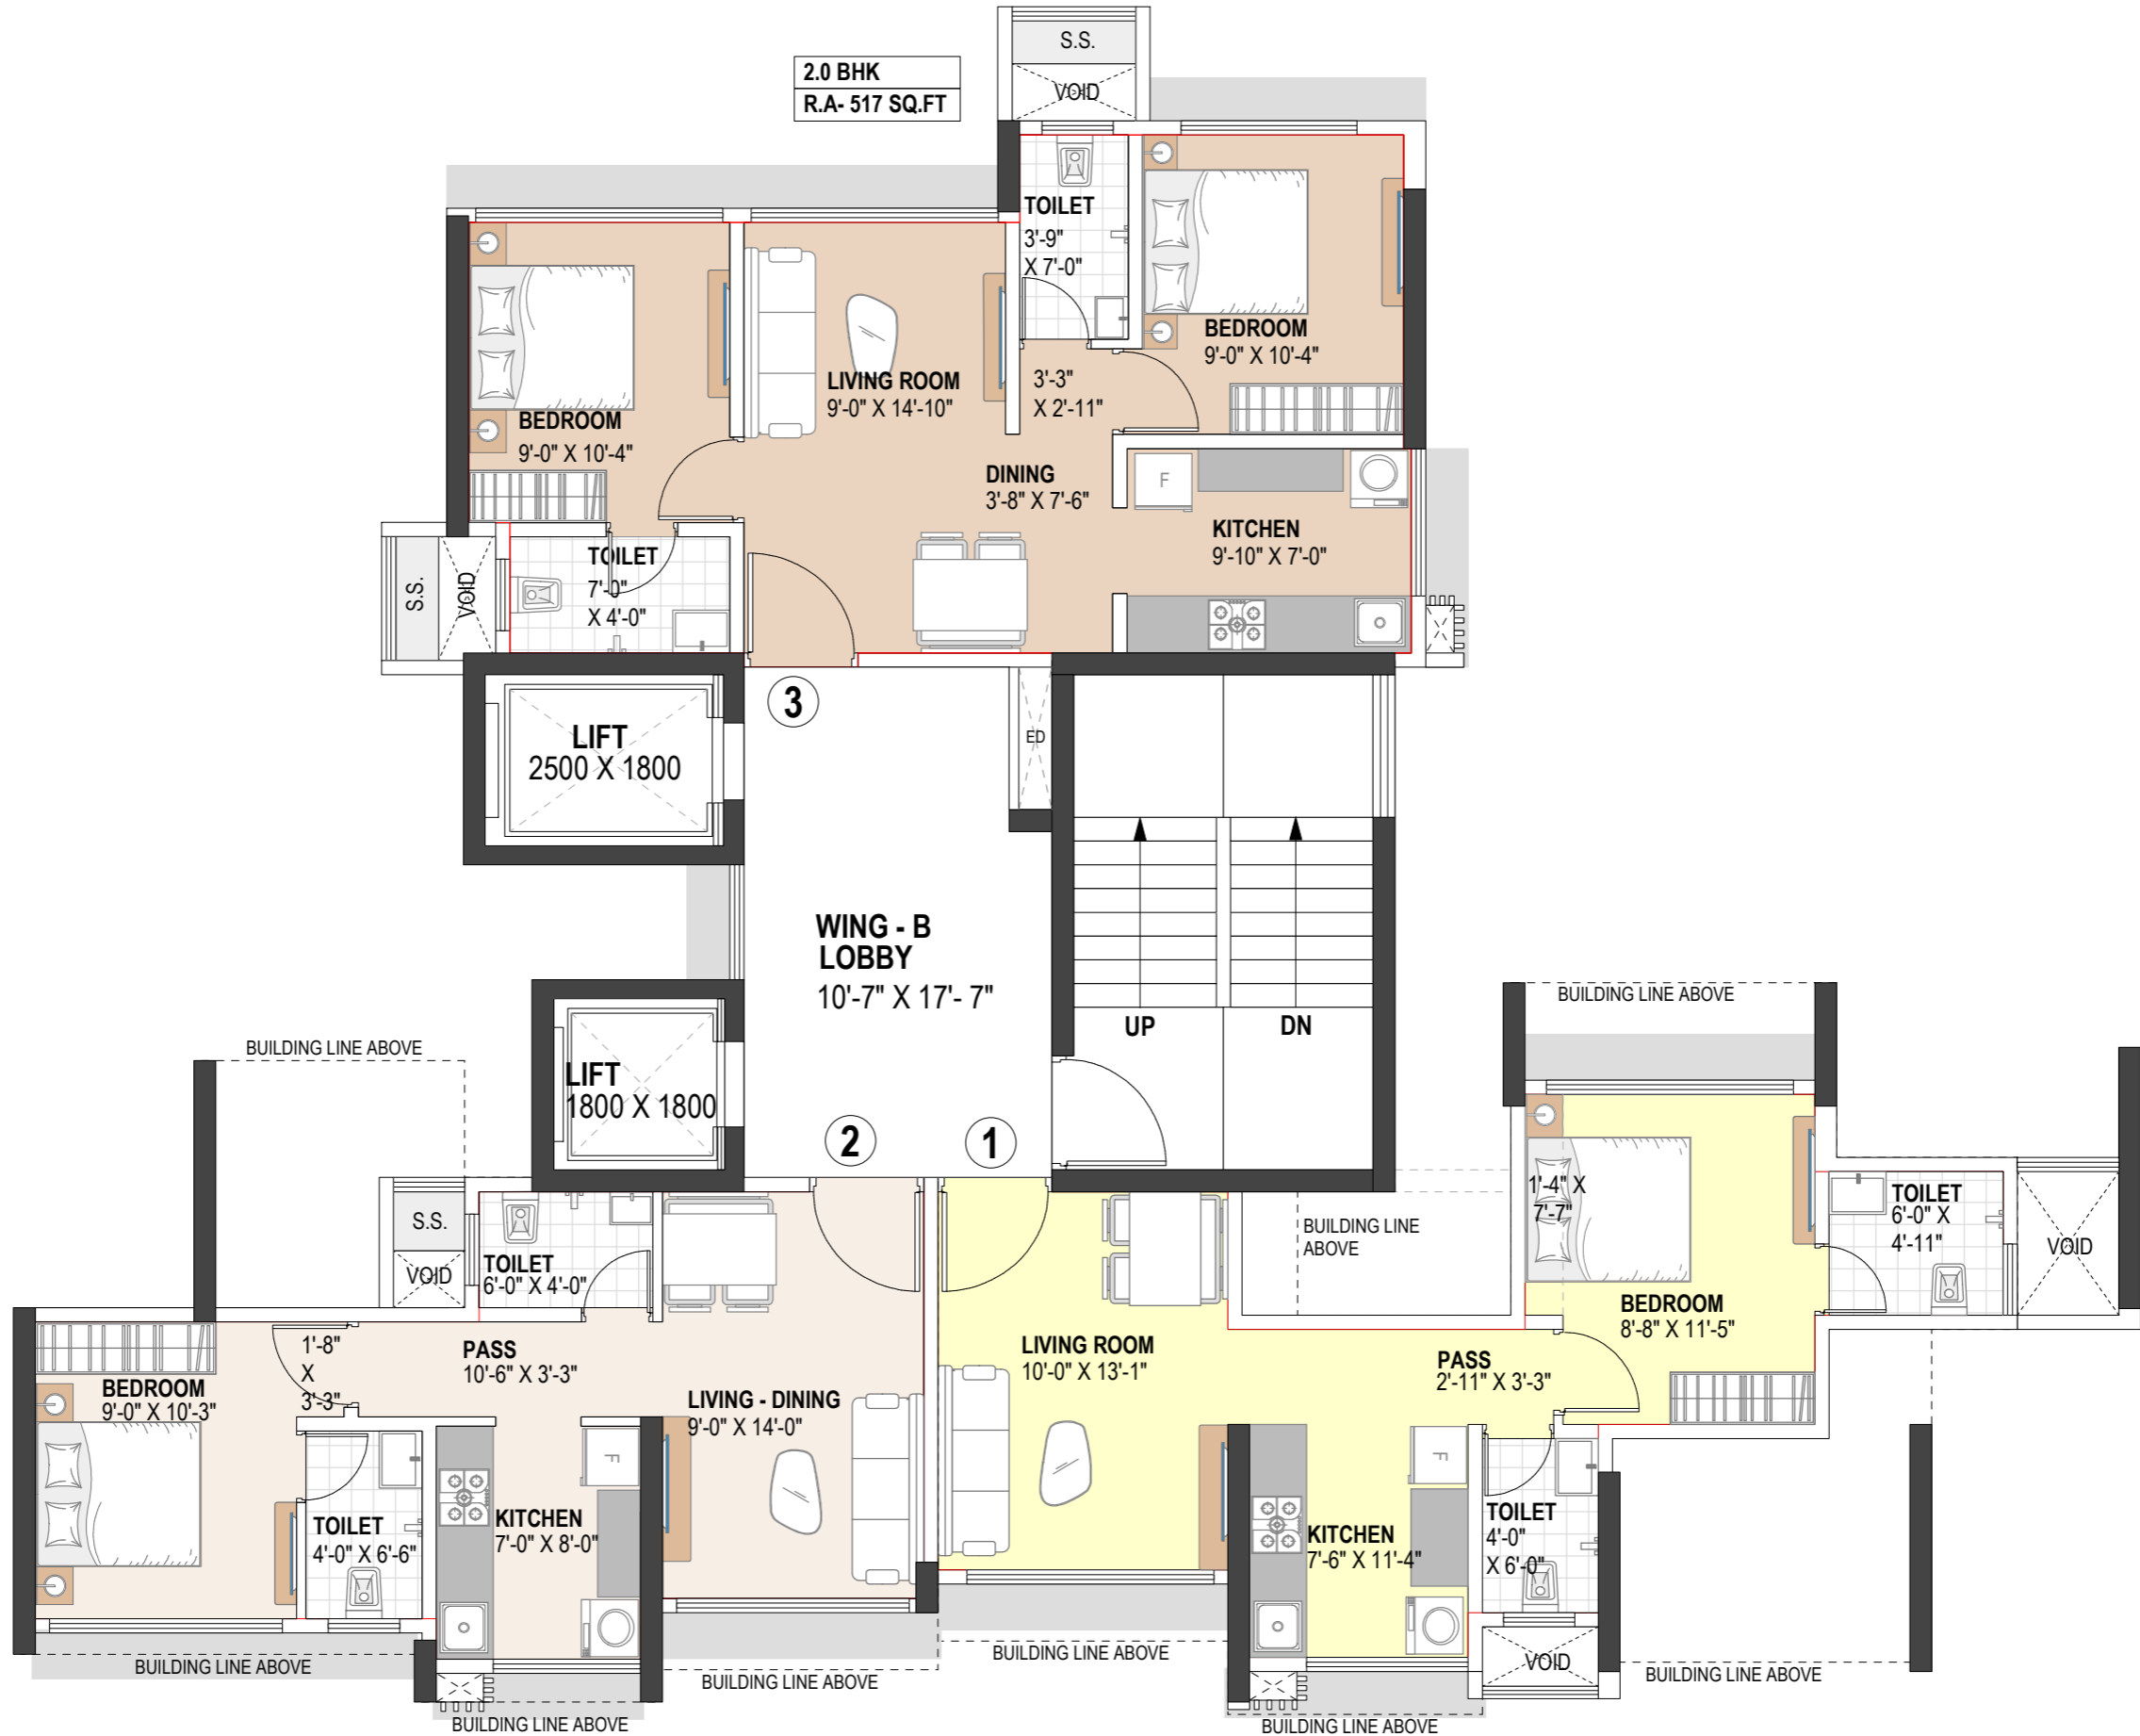 S.S.
VOID
2.0 BHK
R.A- 517 SQ.FT
TOILET
3'-9"
X 7'-0"
BEDROOM
9'-0" X 10'-4"
LIVING ROOM
9'-0" X 14'-10"
3'-3"
X 2'-11"
BEDROOM
9'-0" X 10'-4"
DINING
3'-8" X 7'-6"
F
KITCHEN
9'-10" X 7'-0"
TOILET
7'-0"
X 4'-0"
S.S.
VOID
3
LIFT
2500 X 1800
ED
WING - B
LOBBY
10'-7" X 17'- 7"
UP
DN
BUILDING LINE ABOVE
BUILDING LINE ABOVE
LIFT
1800 X 1800
2
1
1'-4" X
7'-7"
TOILET
6'-0" X
4'-11"
VOID
S.S.
VOID
TOILET
6'-0" X 4'-0"
BUILDING LINE
ABOVE
BEDROOM
8'-8" X 11'-5"
1'-8"
X
3'-3"
PASS
10'-6" X 3'-3"
LIVING ROOM
10'-0" X 13'-1"
PASS
2'-11" X 3'-3"
BEDROOM
9'-0" X 10'-3"
LIVING - DINING
9'-0" X 14'-0"
F
F
TOILET
4'-0" X 6'-6"
KITCHEN
7'-0" X 8'-0"
KITCHEN
7'-6" X 11'-4"
TOILET
4'-0"
X 6'-0"
VOID
BUILDING LINE ABOVE
BUILDING LINE ABOVE
BUILDING LINE ABOVE
BUILDING LINE ABOVE
BUILDING LINE ABOVE
BUILDING LINE ABOVE